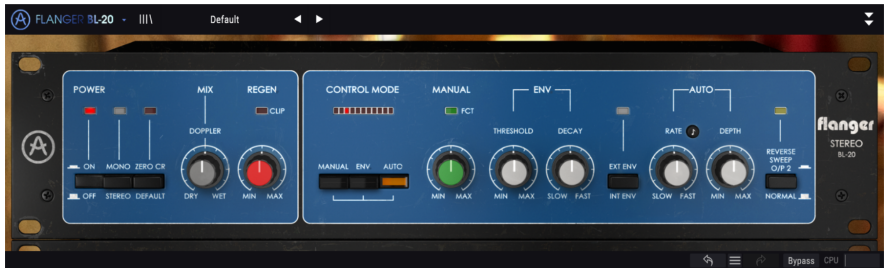 FLANGER BL-20
Default
POWER
MIX
REGEN
CLIP
DOPPLER
ON MONO ZERO CR
OFF STEREO DEFAULT
DRY WET
MIN MAX
CONTROL MODE
MANUAL
FCT
ENV
AUTO
THRESHOLD DECAY
RATE DEPTH
MANUAL ENV AUTO
MIN MAX
MIN MAX
SLOW FAST
EXT ENV
INT ENV
SLOW FAST
MIN MAX
REVERSE
SWEEP
O/P 2
NORMAL
flanger
STEREO
BL-20
Bypass CPU